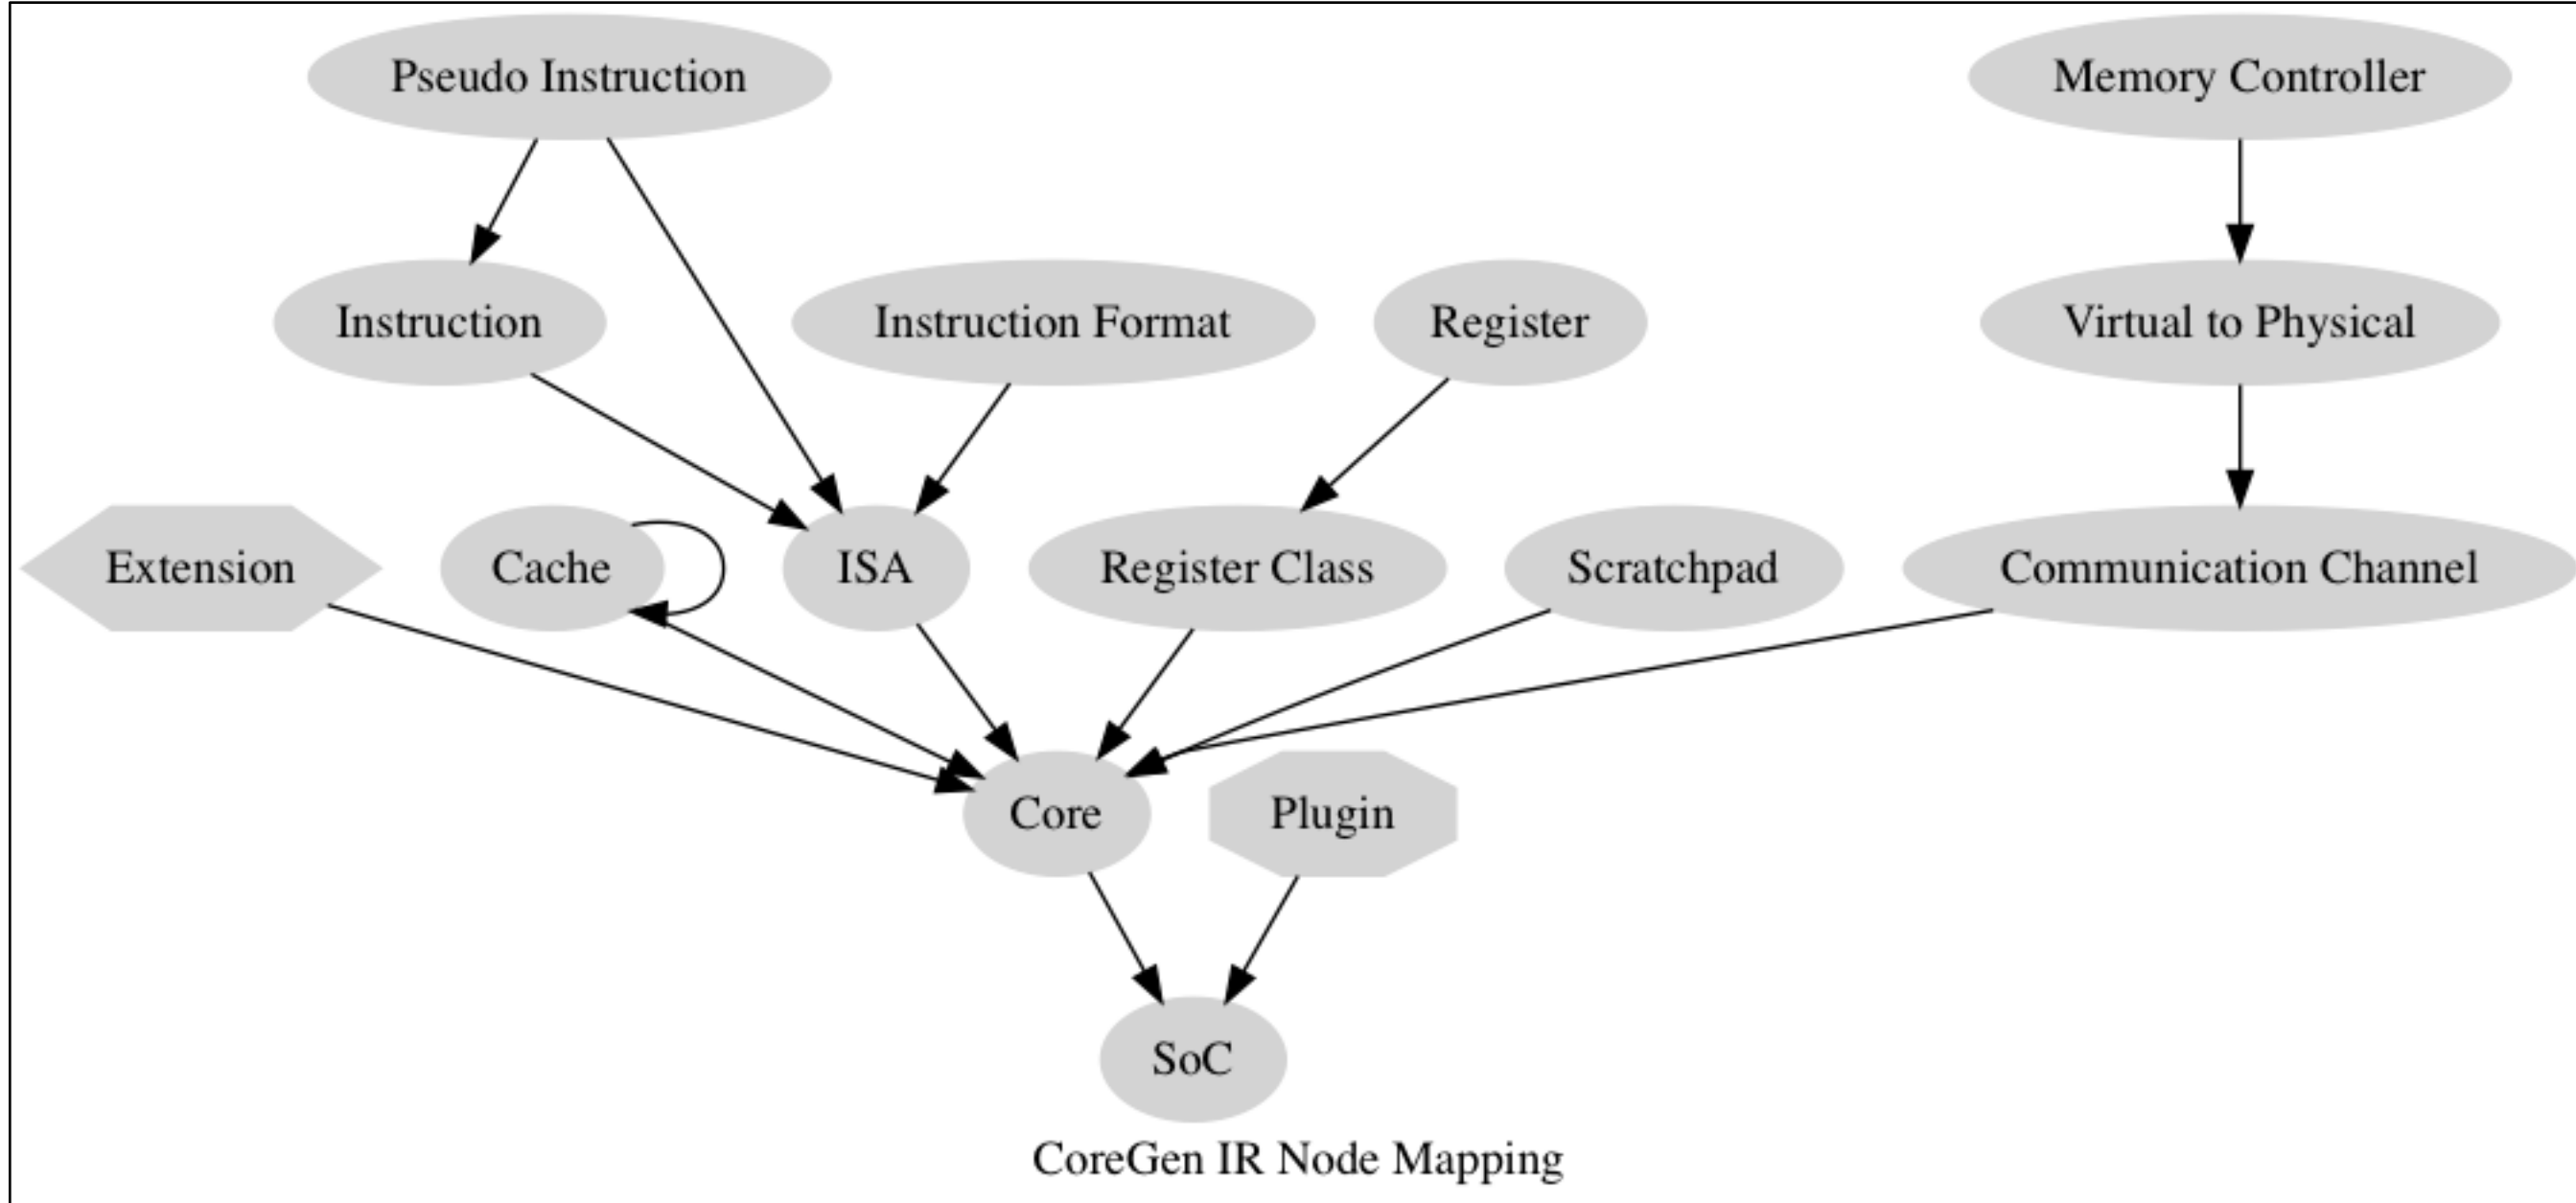 Pseudo Instruction
Memory Controller
Instruction
Instruction Format
Register
Virtual to Physical
Extension
Cache
ISA
Register Class
Scratchpad
Communication Channel
Core
Plugin
SoC
CoreGen IR Node Mapping